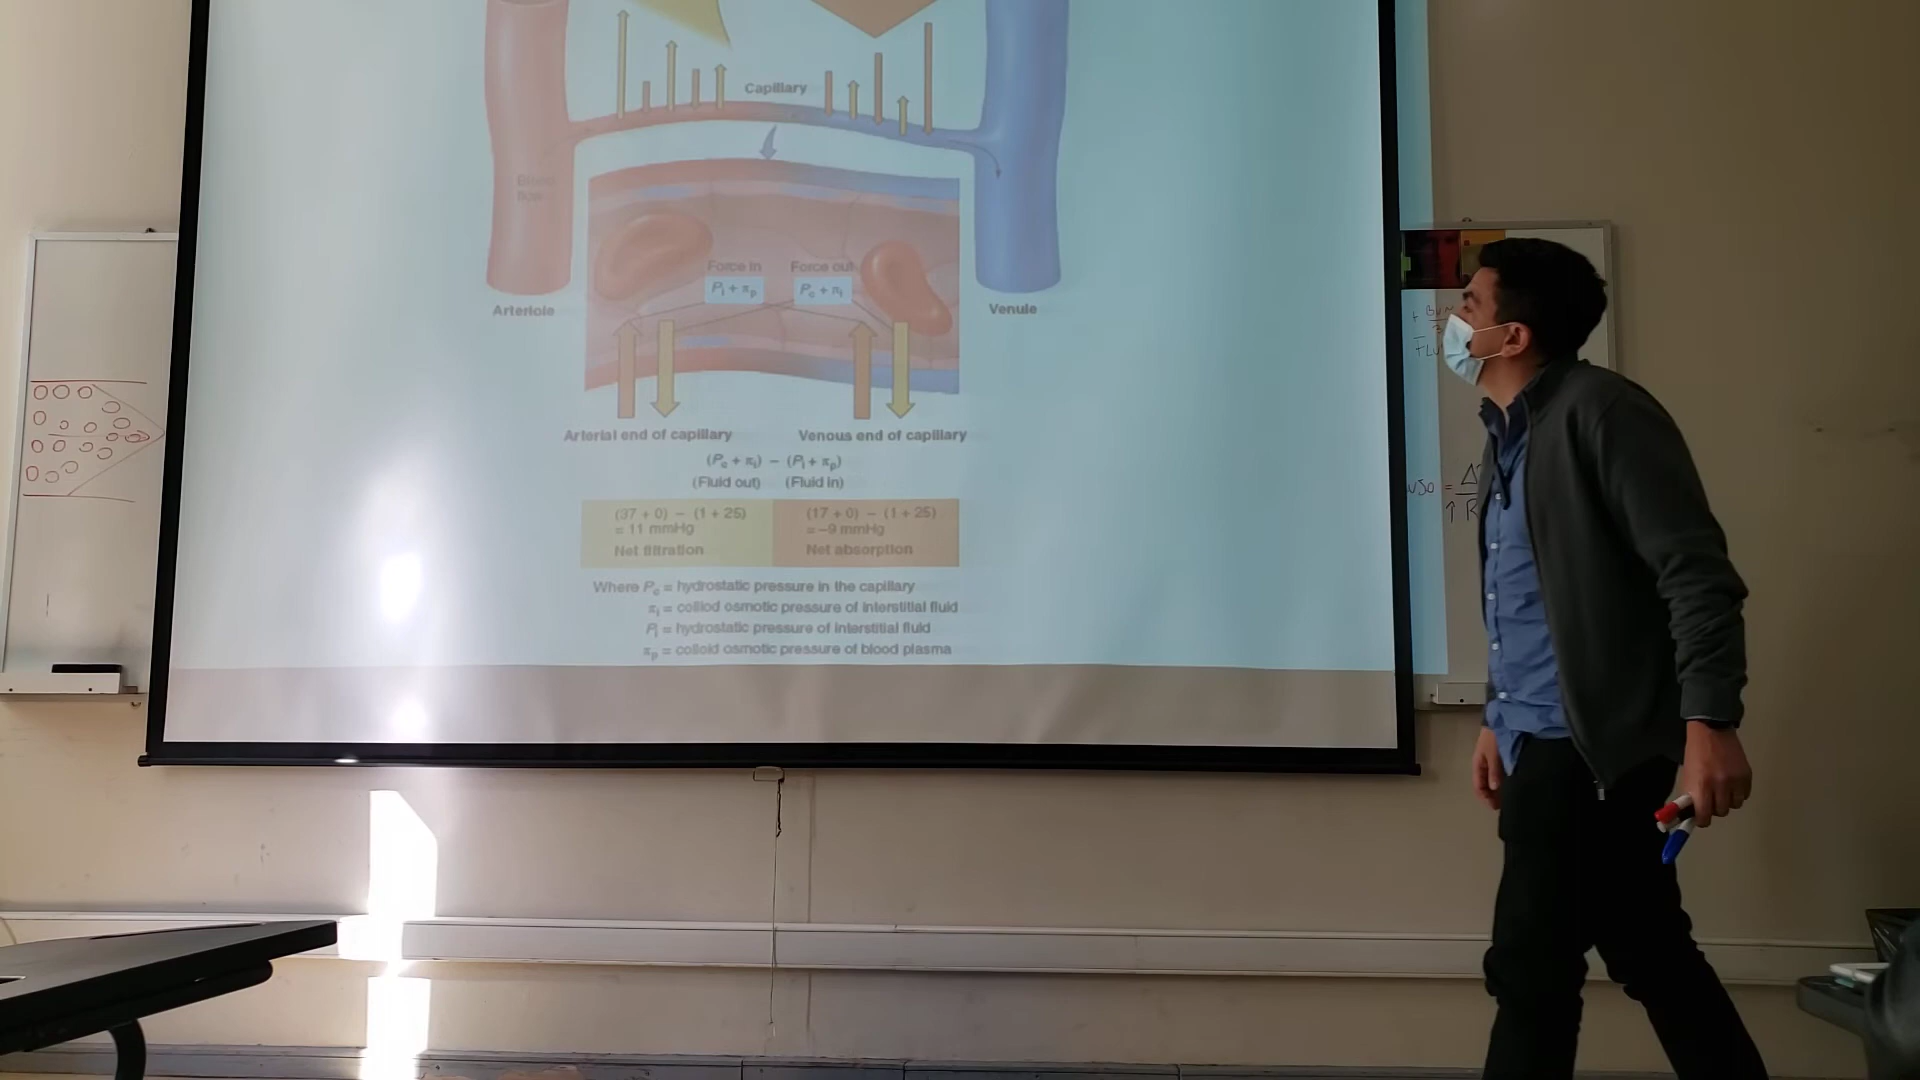 Capillary
Blood
flow
Force in
Force out
Pi + πp
Pc + πi
Arteriole
Venule
Arterial end of capillary
Venous end of capillary
(Pc + πi) – (Pi + πp)
(Fluid out) (Fluid in)
(37 + 0) – (1 + 25)
= 11 mmHg
Net filtration
(17 + 0) – (1 + 25)
= –9 mmHg
Net absorption
Where Pc = hydrostatic pressure in the capillary
πi = colliod osmotic pressure of interstitial fluid
Pi = hydrostatic pressure of interstitial fluid
πp = colloid osmotic pressure of blood plasma